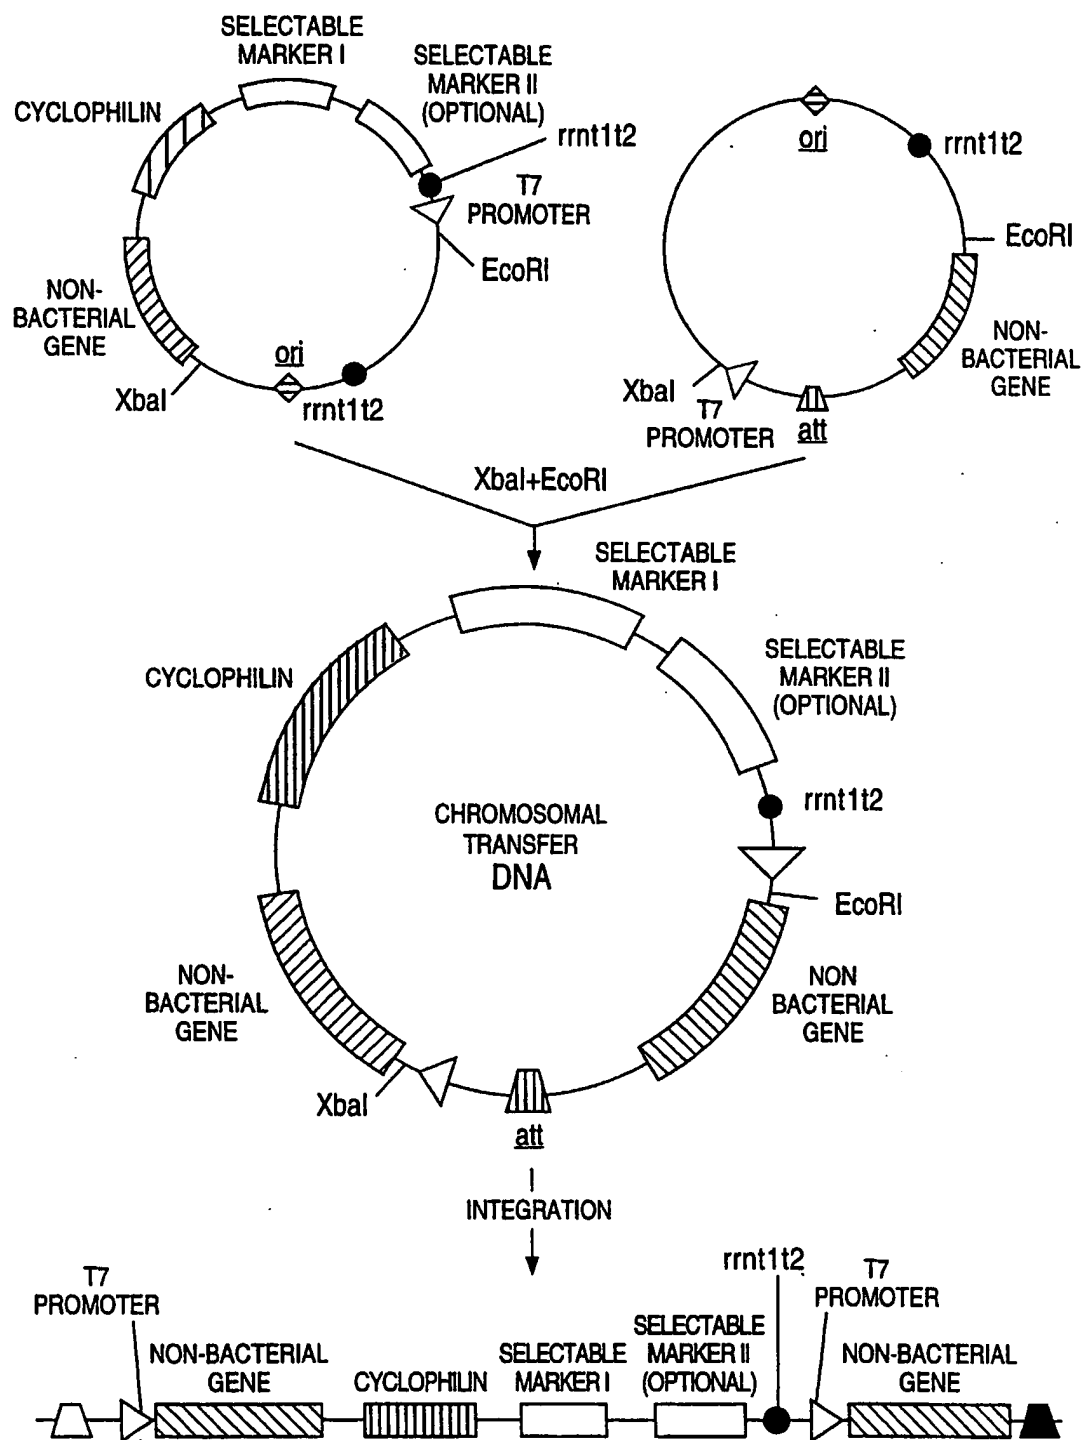 SELECTABLE
MARKER I
SELECTABLE
MARKER II
(OPTIONAL)
CYCLOPHILIN
rrnt1t2
T7
PROMOTER
EcoRI
NON-
BACTERIAL
GENE
XbaI
ori
rrnt1t2
ori
rrnt1t2
EcoRI
NON-
BACTERIAL
GENE
XbaI
T7
PROMOTER
att
XbaI+EcoRI
SELECTABLE
MARKER I
SELECTABLE
MARKER II
(OPTIONAL)
CYCLOPHILIN
rrnt1t2
CHROMOSOMAL
TRANSFER
DNA
EcoRI
NON-
BACTERIAL
GENE
NON
BACTERIAL
GENE
XbaI
att
INTEGRATION
rrnt1t2
T7
PROMOTER
T7
PROMOTER
NON-BACTERIAL
GENE
CYCLOPHILIN
SELECTABLE
MARKER I
SELECTABLE
MARKER II
(OPTIONAL)
NON-BACTERIAL
GENE